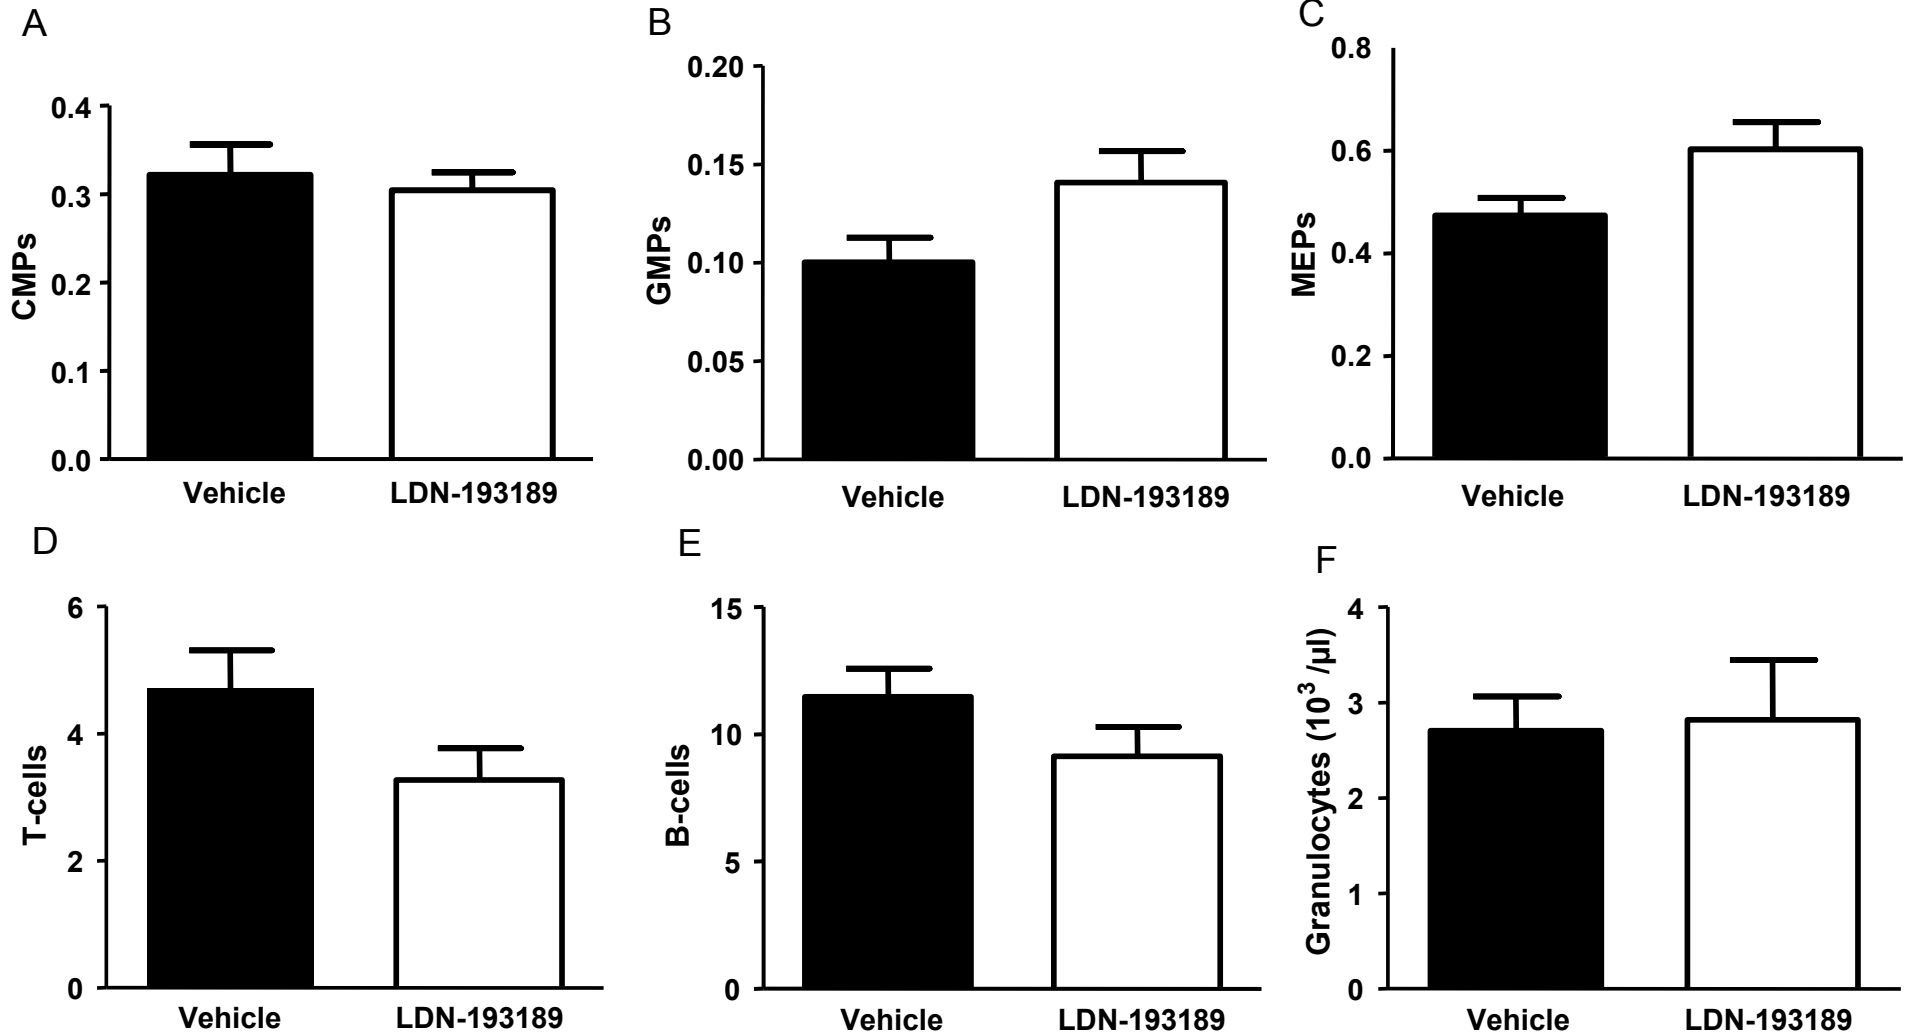 A
CMPs
0.4
0.3
0.2
0.1
0.0
Vehicle
LDN-193189
B
GMPs
0.20
0.15
0.10
0.05
0.00
Vehicle
LDN-193189
C
MEPs
0.8
0.6
0.4
0.2
0.0
Vehicle
LDN-193189
D
T-cells
6
4
2
0
Vehicle
LDN-193189
E
B-cells
15
10
5
0
Vehicle
LDN-193189
F
Granulocytes (10³ /µl)
4
3
2
1
0
Vehicle
LDN-193189